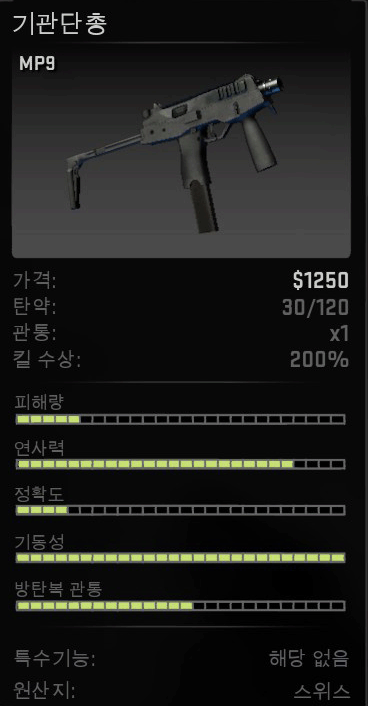 기관단총
MP9
가격: $1250
탄약: 30/120
관통: x1
킬 수상: 200%
피해량
연사력
정확도
기동성
방탄복 관통
특수기능: 해당 없음
원산지: 스위스